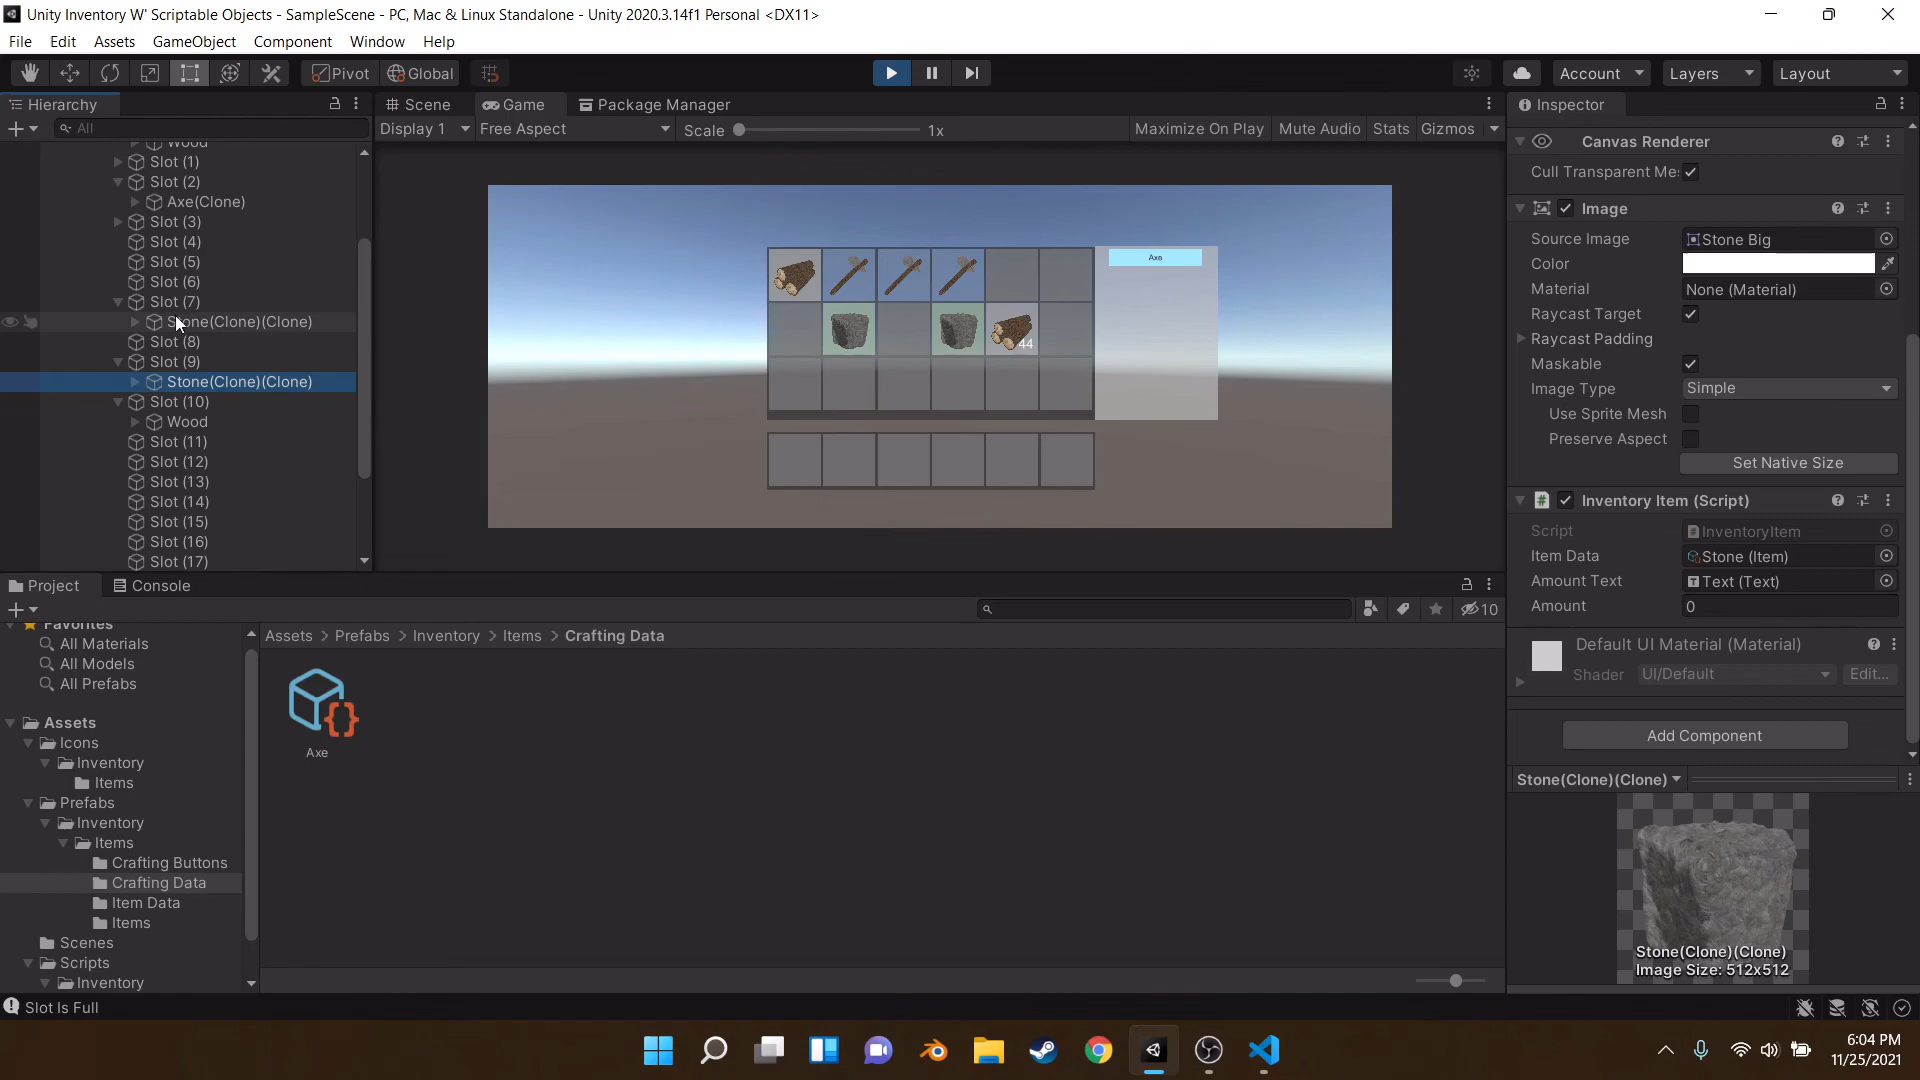 Unity Inventory W' Scriptable Objects - SampleScene - PC, Mac & Linux Standalone - Unity 2020.3.14f1 Personal <DX11>
File Edit Assets GameObject Component Window Help
Pivot Global Account Layers Layout
Hierarchy
All
Wood
Slot (1)
Slot (2)
Axe(Clone)
Slot (3)
Slot (4)
Slot (5)
Slot (6)
Slot (7)
Stone(Clone)(Clone)
Slot (8)
Slot (9)
Stone(Clone)(Clone)
Slot (10)
Wood
Slot (11)
Slot (12)
Slot (13)
Slot (14)
Slot (15)
Slot (16)
Slot (17)
Scene Game Package Manager
Display 1 Free Aspect Scale 1x Maximize On Play Mute Audio Stats Gizmos
Axe
44
Inspector
Canvas Renderer
Cull Transparent Me
Image
Source Image Stone Big
Color
Material None (Material)
Raycast Target
Raycast Padding
Maskable
Image Type Simple
Use Sprite Mesh
Preserve Aspect
Set Native Size
Inventory Item (Script)
Script InventoryItem
Item Data Stone (Item)
Amount Text Text (Text)
Amount 0
Default UI Material (Material)
Shader UI/Default Edit...
Add Component
Stone(Clone)(Clone)
Stone(Clone)(Clone)
Image Size: 512x512
Project Console
10
Favorites
All Materials
All Models
All Prefabs
Assets
Icons
Inventory
Items
Prefabs
Inventory
Items
Crafting Buttons
Crafting Data
Item Data
Items
Scenes
Scripts
Inventory
Assets > Prefabs > Inventory > Items > Crafting Data
Axe
Slot Is Full
6:04 PM
11/25/2021